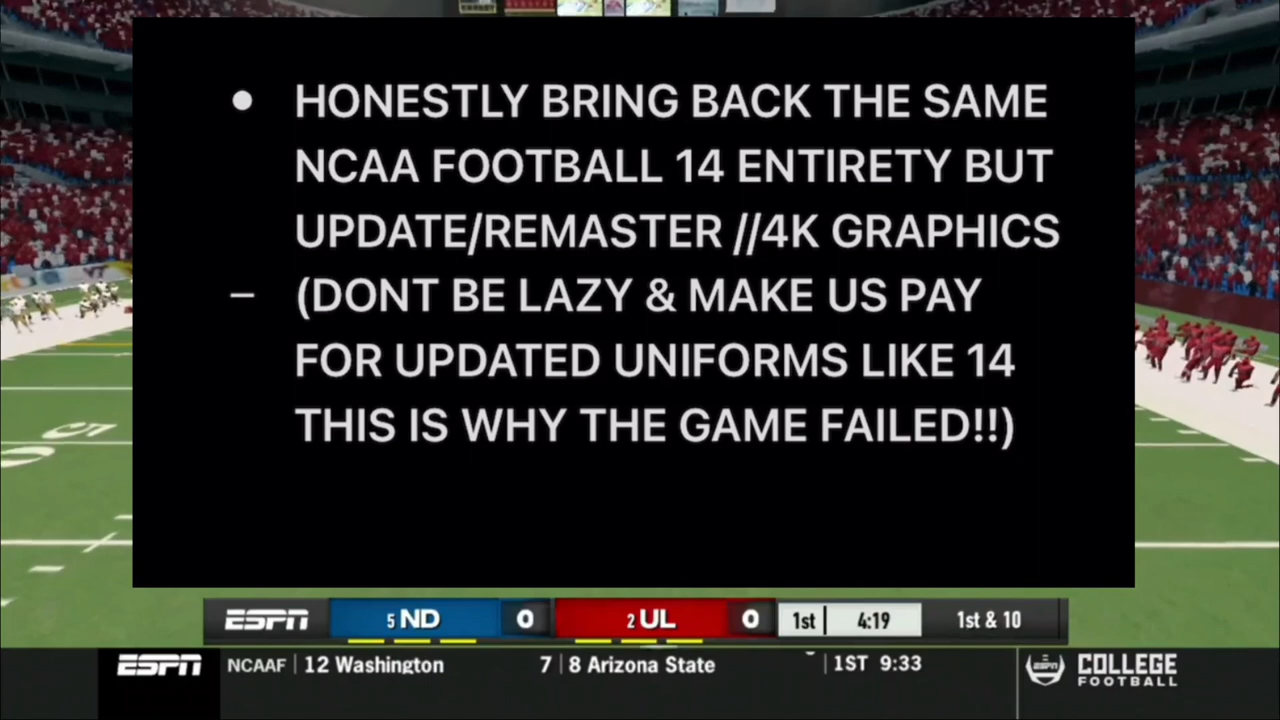 ● HONESTLY BRING BACK THE SAME
NCAA FOOTBALL 14 ENTIRETY BUT
UPDATE/REMASTER //4K GRAPHICS
– (DONT BE LAZY & MAKE US PAY
FOR UPDATED UNIFORMS LIKE 14
THIS IS WHY THE GAME FAILED!!)
ESPN 5 ND 0 2 UL 0 1st 4:19 1st & 10
ESPN NCAAF 12 Washington 7 8 Arizona State 1ST 9:33 ESPN COLLEGE
FOOTBALL